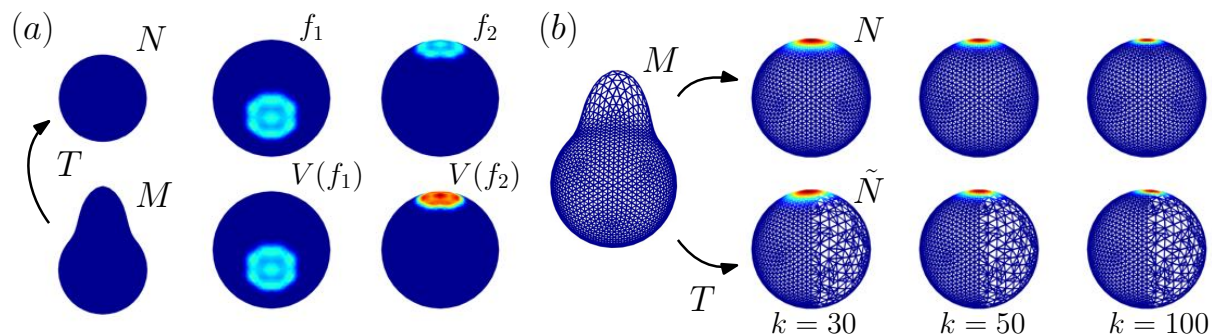 (a)
N
f₁
f₂
T
M
V(f₁)
V(f₂)
(b)
M
N
Ñ
T
k = 30
k = 50
k = 100